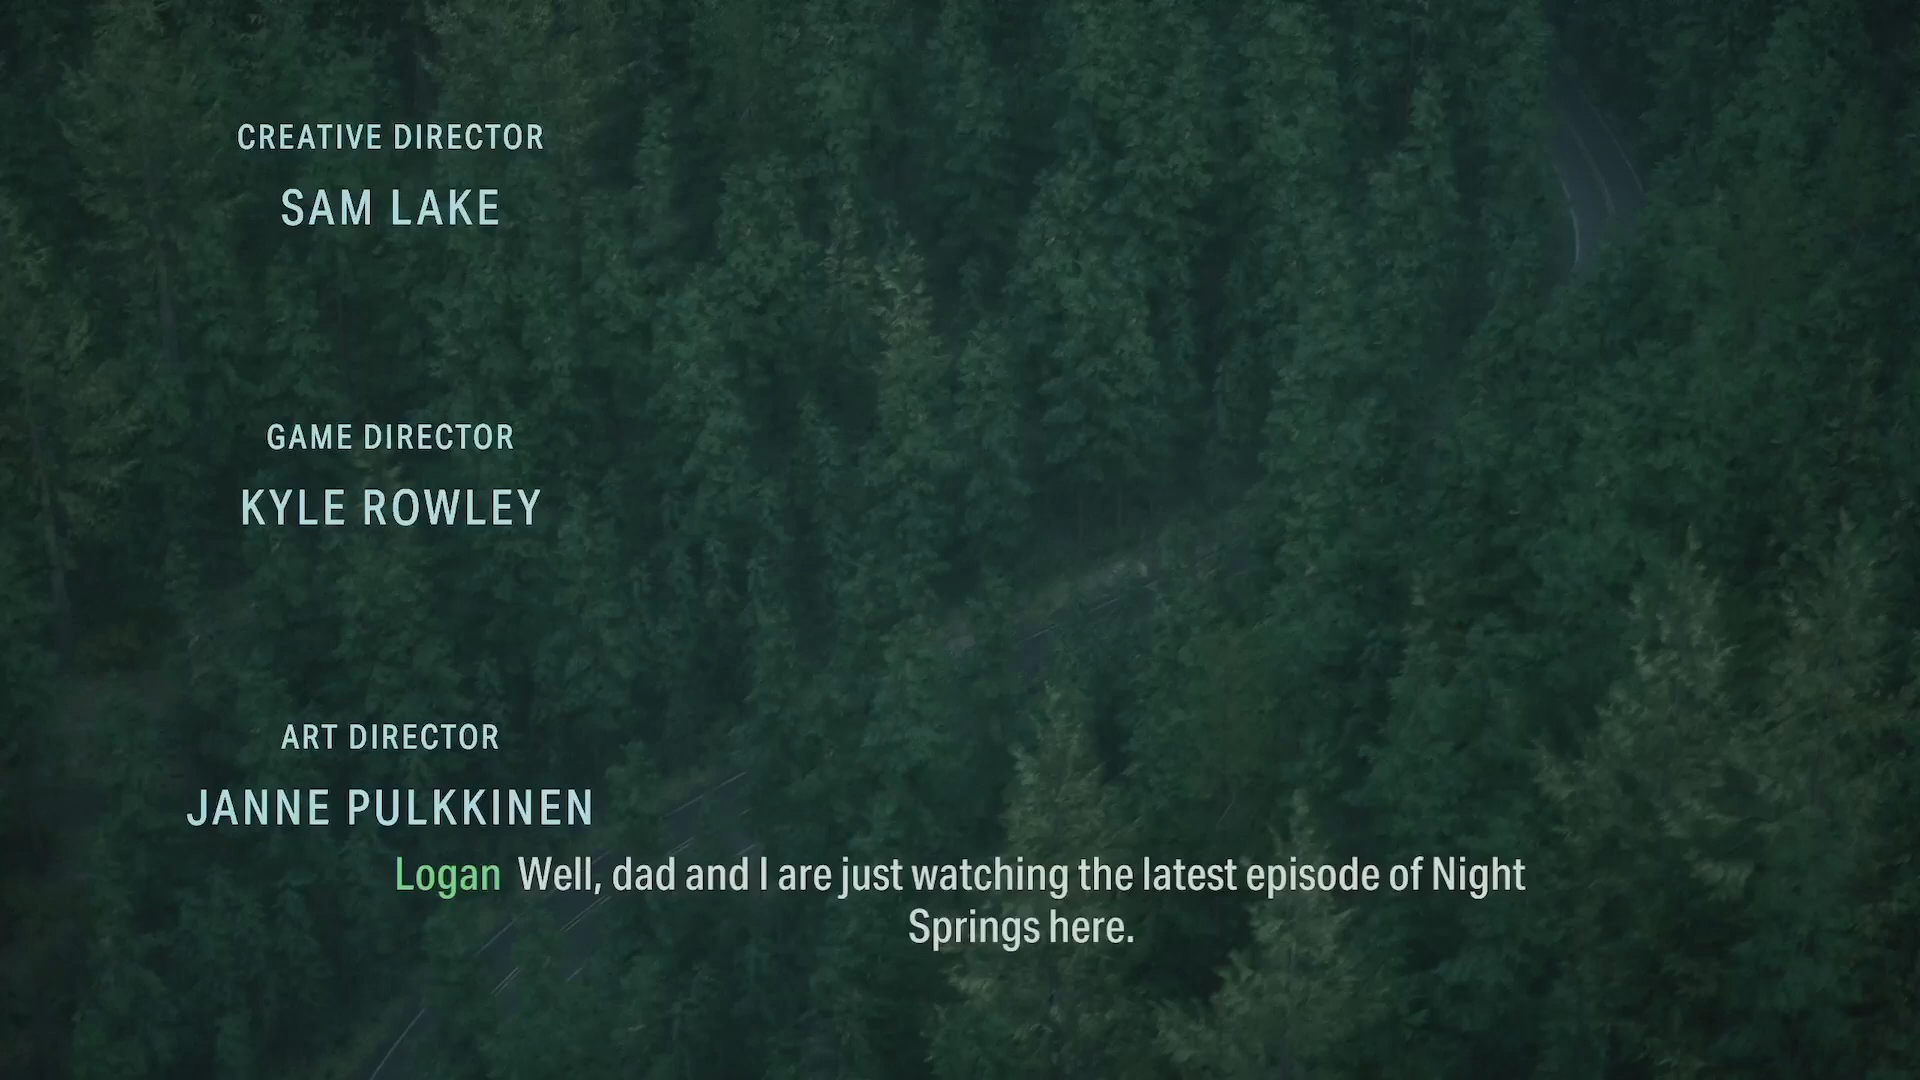 CREATIVE DIRECTOR
SAM LAKE
GAME DIRECTOR
KYLE ROWLEY
ART DIRECTOR
JANNE PULKKINEN
Logan Well, dad and I are just watching the latest episode of Night
Springs here.